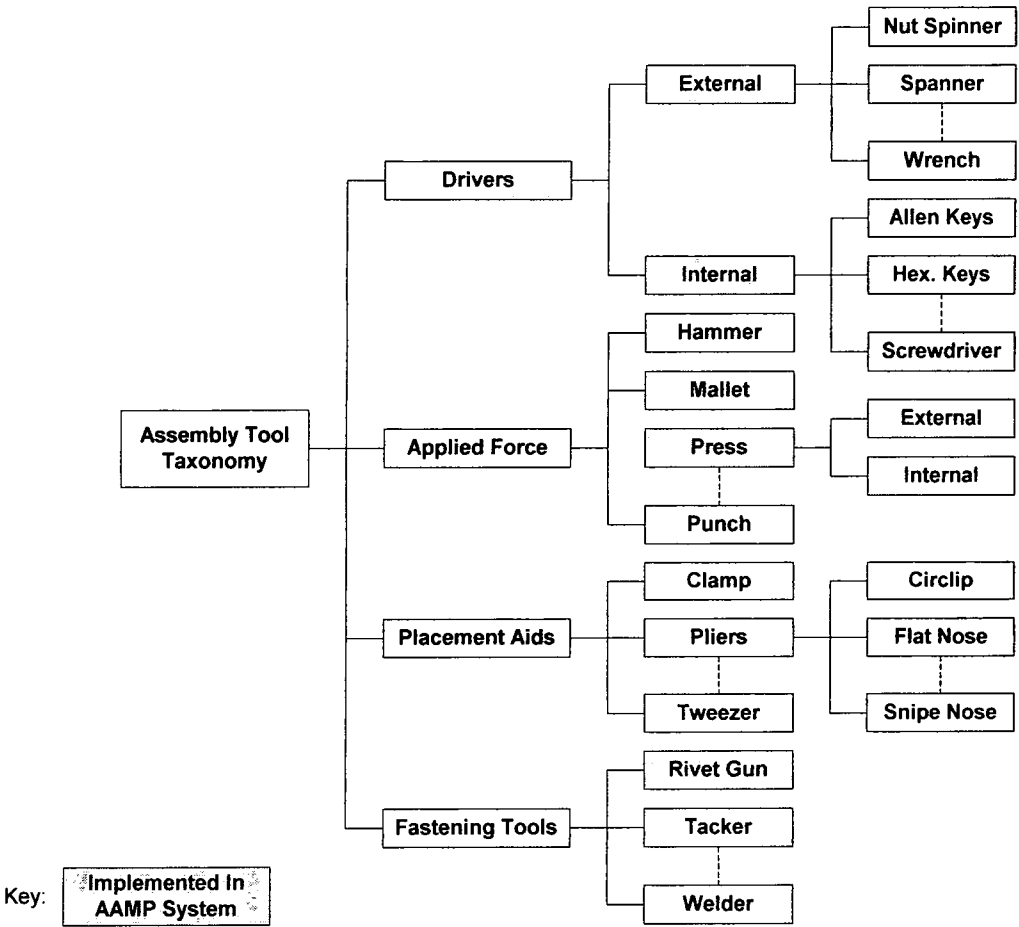 Nut Spinner
External
Spanner
Wrench
Drivers
Allen Keys
Internal
Hex. Keys
Hammer
Screwdriver
Mallet
External
Assembly Tool
Taxonomy
Applied Force
Press
Internal
Punch
Clamp
Circlip
Placement Aids
Pliers
Flat Nose
Tweezer
Snipe Nose
Rivet Gun
Fastening Tools
Tacker
Key:
Implemented In
AAMP System
Welder